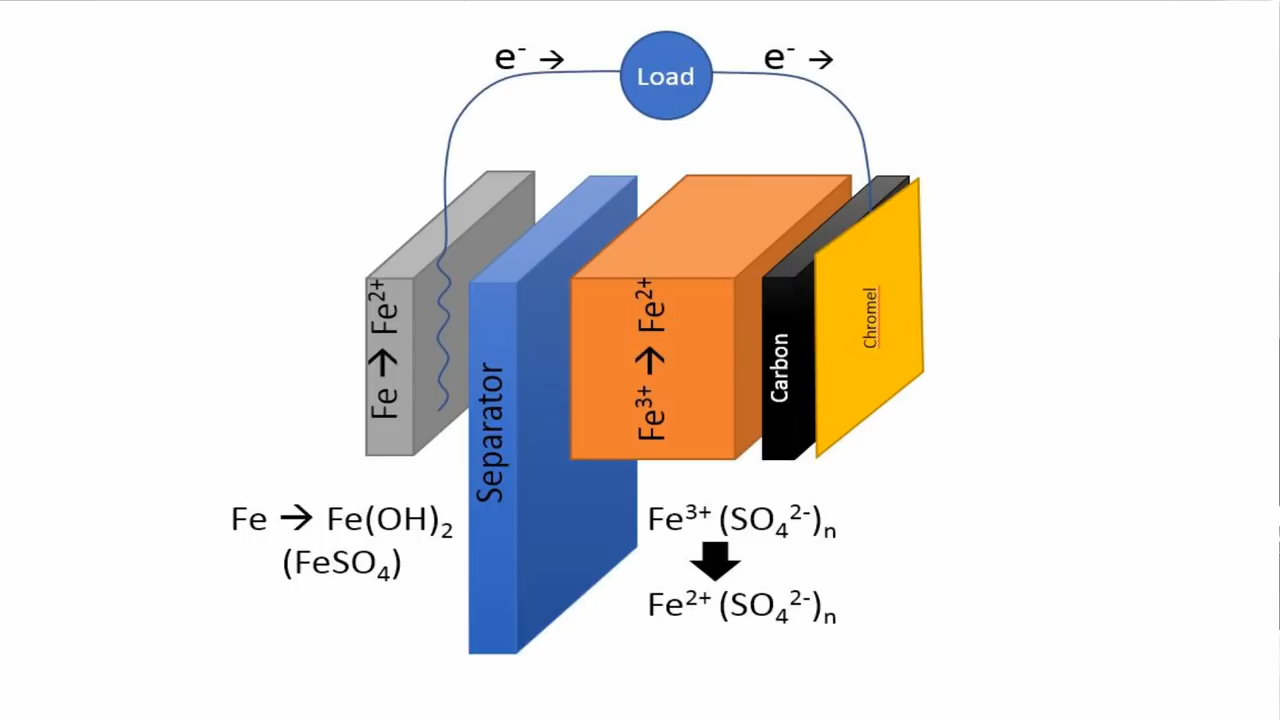 e⁻ →
Load
e⁻ →
Fe → Fe²⁺
Separator
Fe³⁺ → Fe²⁺
Carbon
Chromel
Fe → Fe(OH)₂
(FeSO₄)
Fe³⁺ (SO₄²⁻)ₙ
Fe²⁺ (SO₄²⁻)ₙ